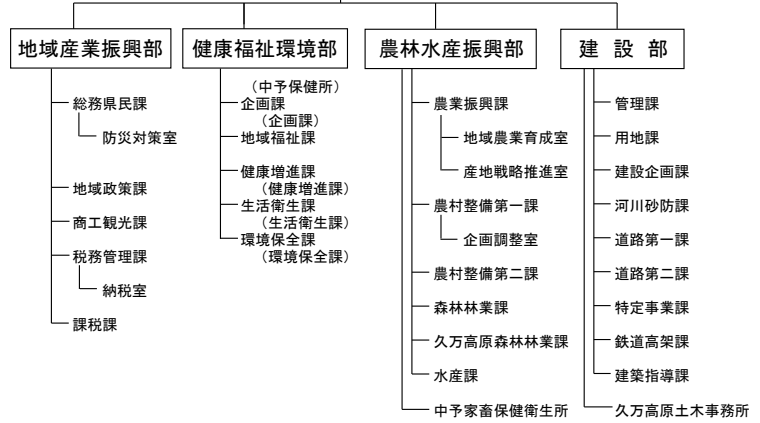 地域産業振興部
総務県民課
防災対策室
地域政策課
商工観光課
税務管理課
納税室
課税課
健康福祉環境部
（中予保健所）
企画課
（企画課）
地域福祉課
健康増進課
（健康増進課）
生活衛生課
（生活衛生課）
環境保全課
（環境保全課）
農林水産振興部
農業振興課
地域農業育成室
産地戦略推進室
農村整備第一課
企画調整室
農村整備第二課
森林林業課
久万高原森林林業課
水産課
中予家畜保健衛生所
建設部
管理課
用地課
建設企画課
河川砂防課
道路第一課
道路第二課
特定事業課
鉄道高架課
建築指導課
久万高原土木事務所